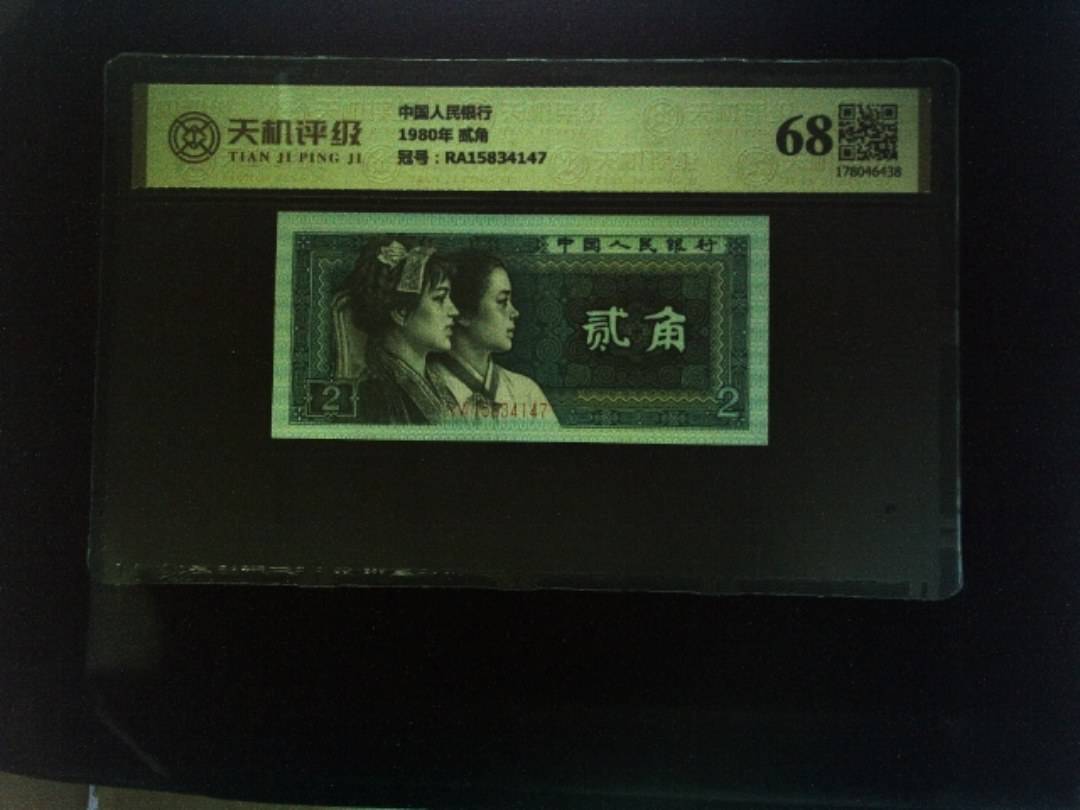 天机评级
TIAN JI PING JI
中国人民银行
1980年 贰角
冠号：RA15834147
68
178046438
中国人民银行
贰角
2
2